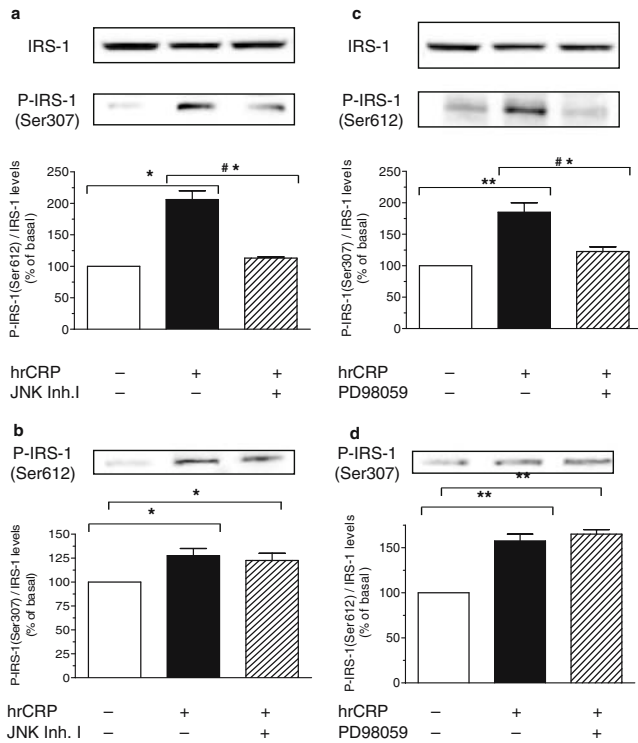 a
IRS-1
P-IRS-1
(Ser307)
P-IRS-1(Ser612) / IRS-1 levels
(% of basal)
250
200
150
100
50
0
*
# *
hrCRP – + +
JNK Inh.I – – +
b
P-IRS-1
(Ser612)
P-IRS-1(Ser307) / IRS-1 levels
(% of basal)
150
125
100
75
50
25
0
*
*
hrCRP – + +
JNK Inh. I – – +
c
IRS-1
P-IRS-1
(Ser612)
P-IRS-1(Ser307) / IRS-1 levels
(% of basal)
250
200
150
100
50
0
**
# *
hrCRP – + +
PD98059 – – +
d
P-IRS-1
(Ser307)
P-IRS-1(Ser612) / IRS-1 levels
(% of basal)
150
100
50
0
**
**
hrCRP – + +
PD98059 – – +